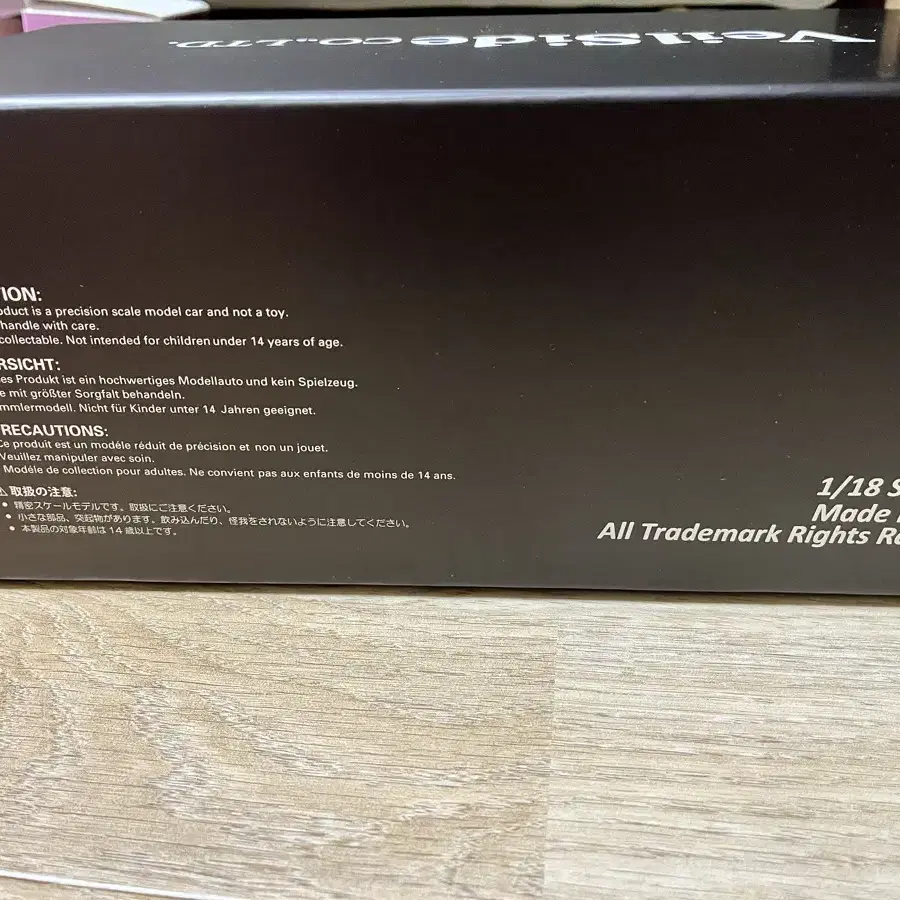 VeilSide CO.,LTD.
TION:
oduct is a precision scale model car and not a toy.
handle with care.
collectable. Not intended for children under 14 years of age.
RSICHT:
es Produkt ist ein hochwertiges Modellauto und kein Spielzeug.
e mit größter Sorgfalt behandeln.
mmlermodell. Nicht für Kinder unter 14 Jahren geeignet.
RECAUTIONS:
Ce produit est un modéle réduit de précision et non un jouet.
Veuillez manipuler avec soin.
Modéle de collection pour adultes. Ne convient pas aux enfants de moins de 14 ans.
⚠ 取扱の注意:
• 精密スケールモデルです。取扱にご注意ください。
• 小さな部品、突起物があります。飲み込んだり、怪我をされないように注意してください。
• 本製品の対象年齢は 14 歳以上です。
1/18 S
Made
All Trademark Rights Re